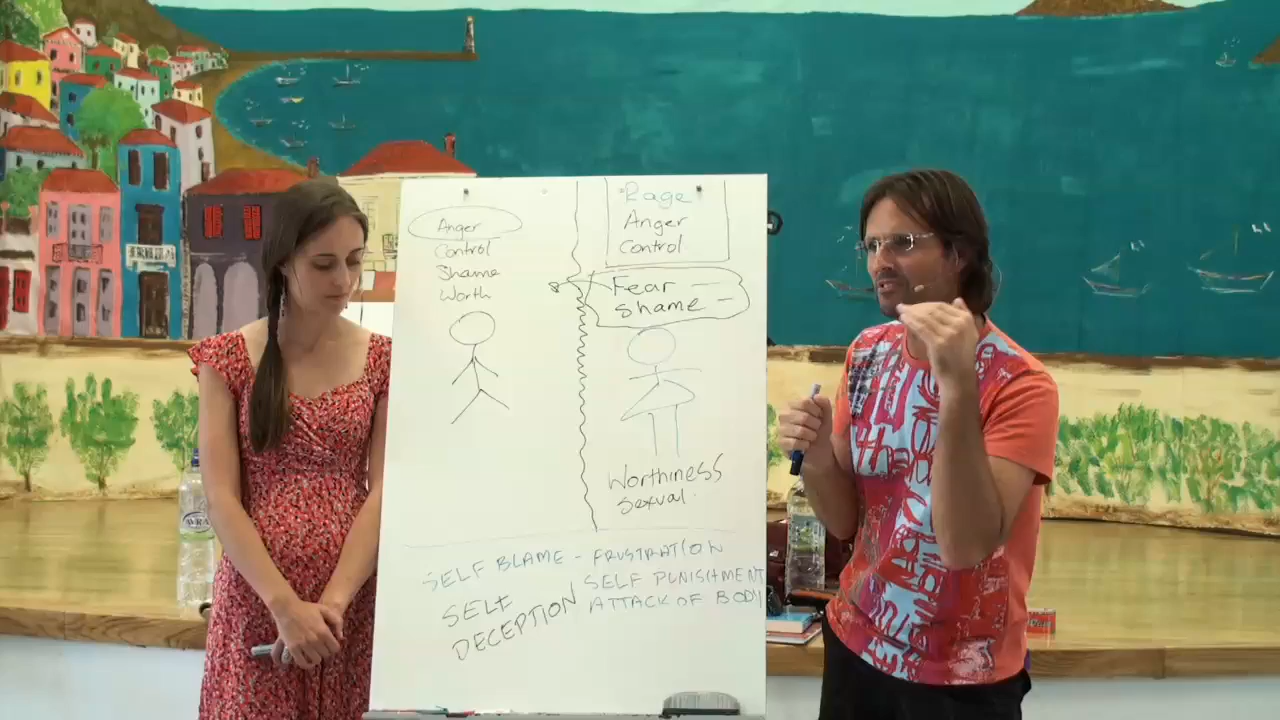 Anger
Control
Shame
Worth
Rage
Anger
Control
Fear
Shame
Worthiness
Sexual.
SELF BLAME - FRUSTRATION
SELF PUNISHMENT
ATTACK OF BODY
SELF
DECEPTION